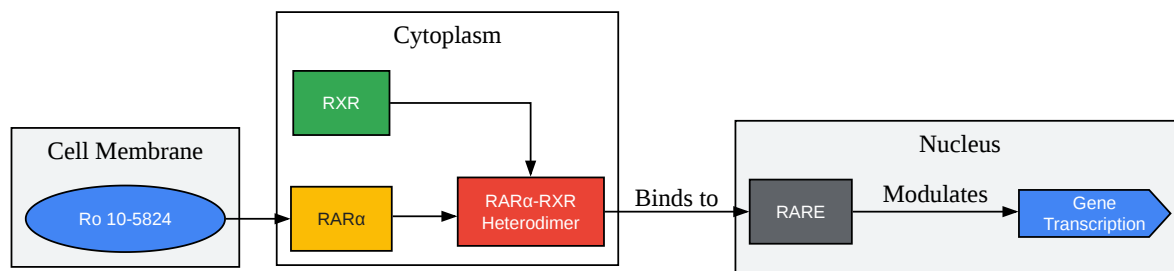 Cell Membrane
Ro 10-5824
Cytoplasm
RXR
RARα
RARα-RXR
Heterodimer
Binds to
Nucleus
RARE
Modulates
Gene
Transcription